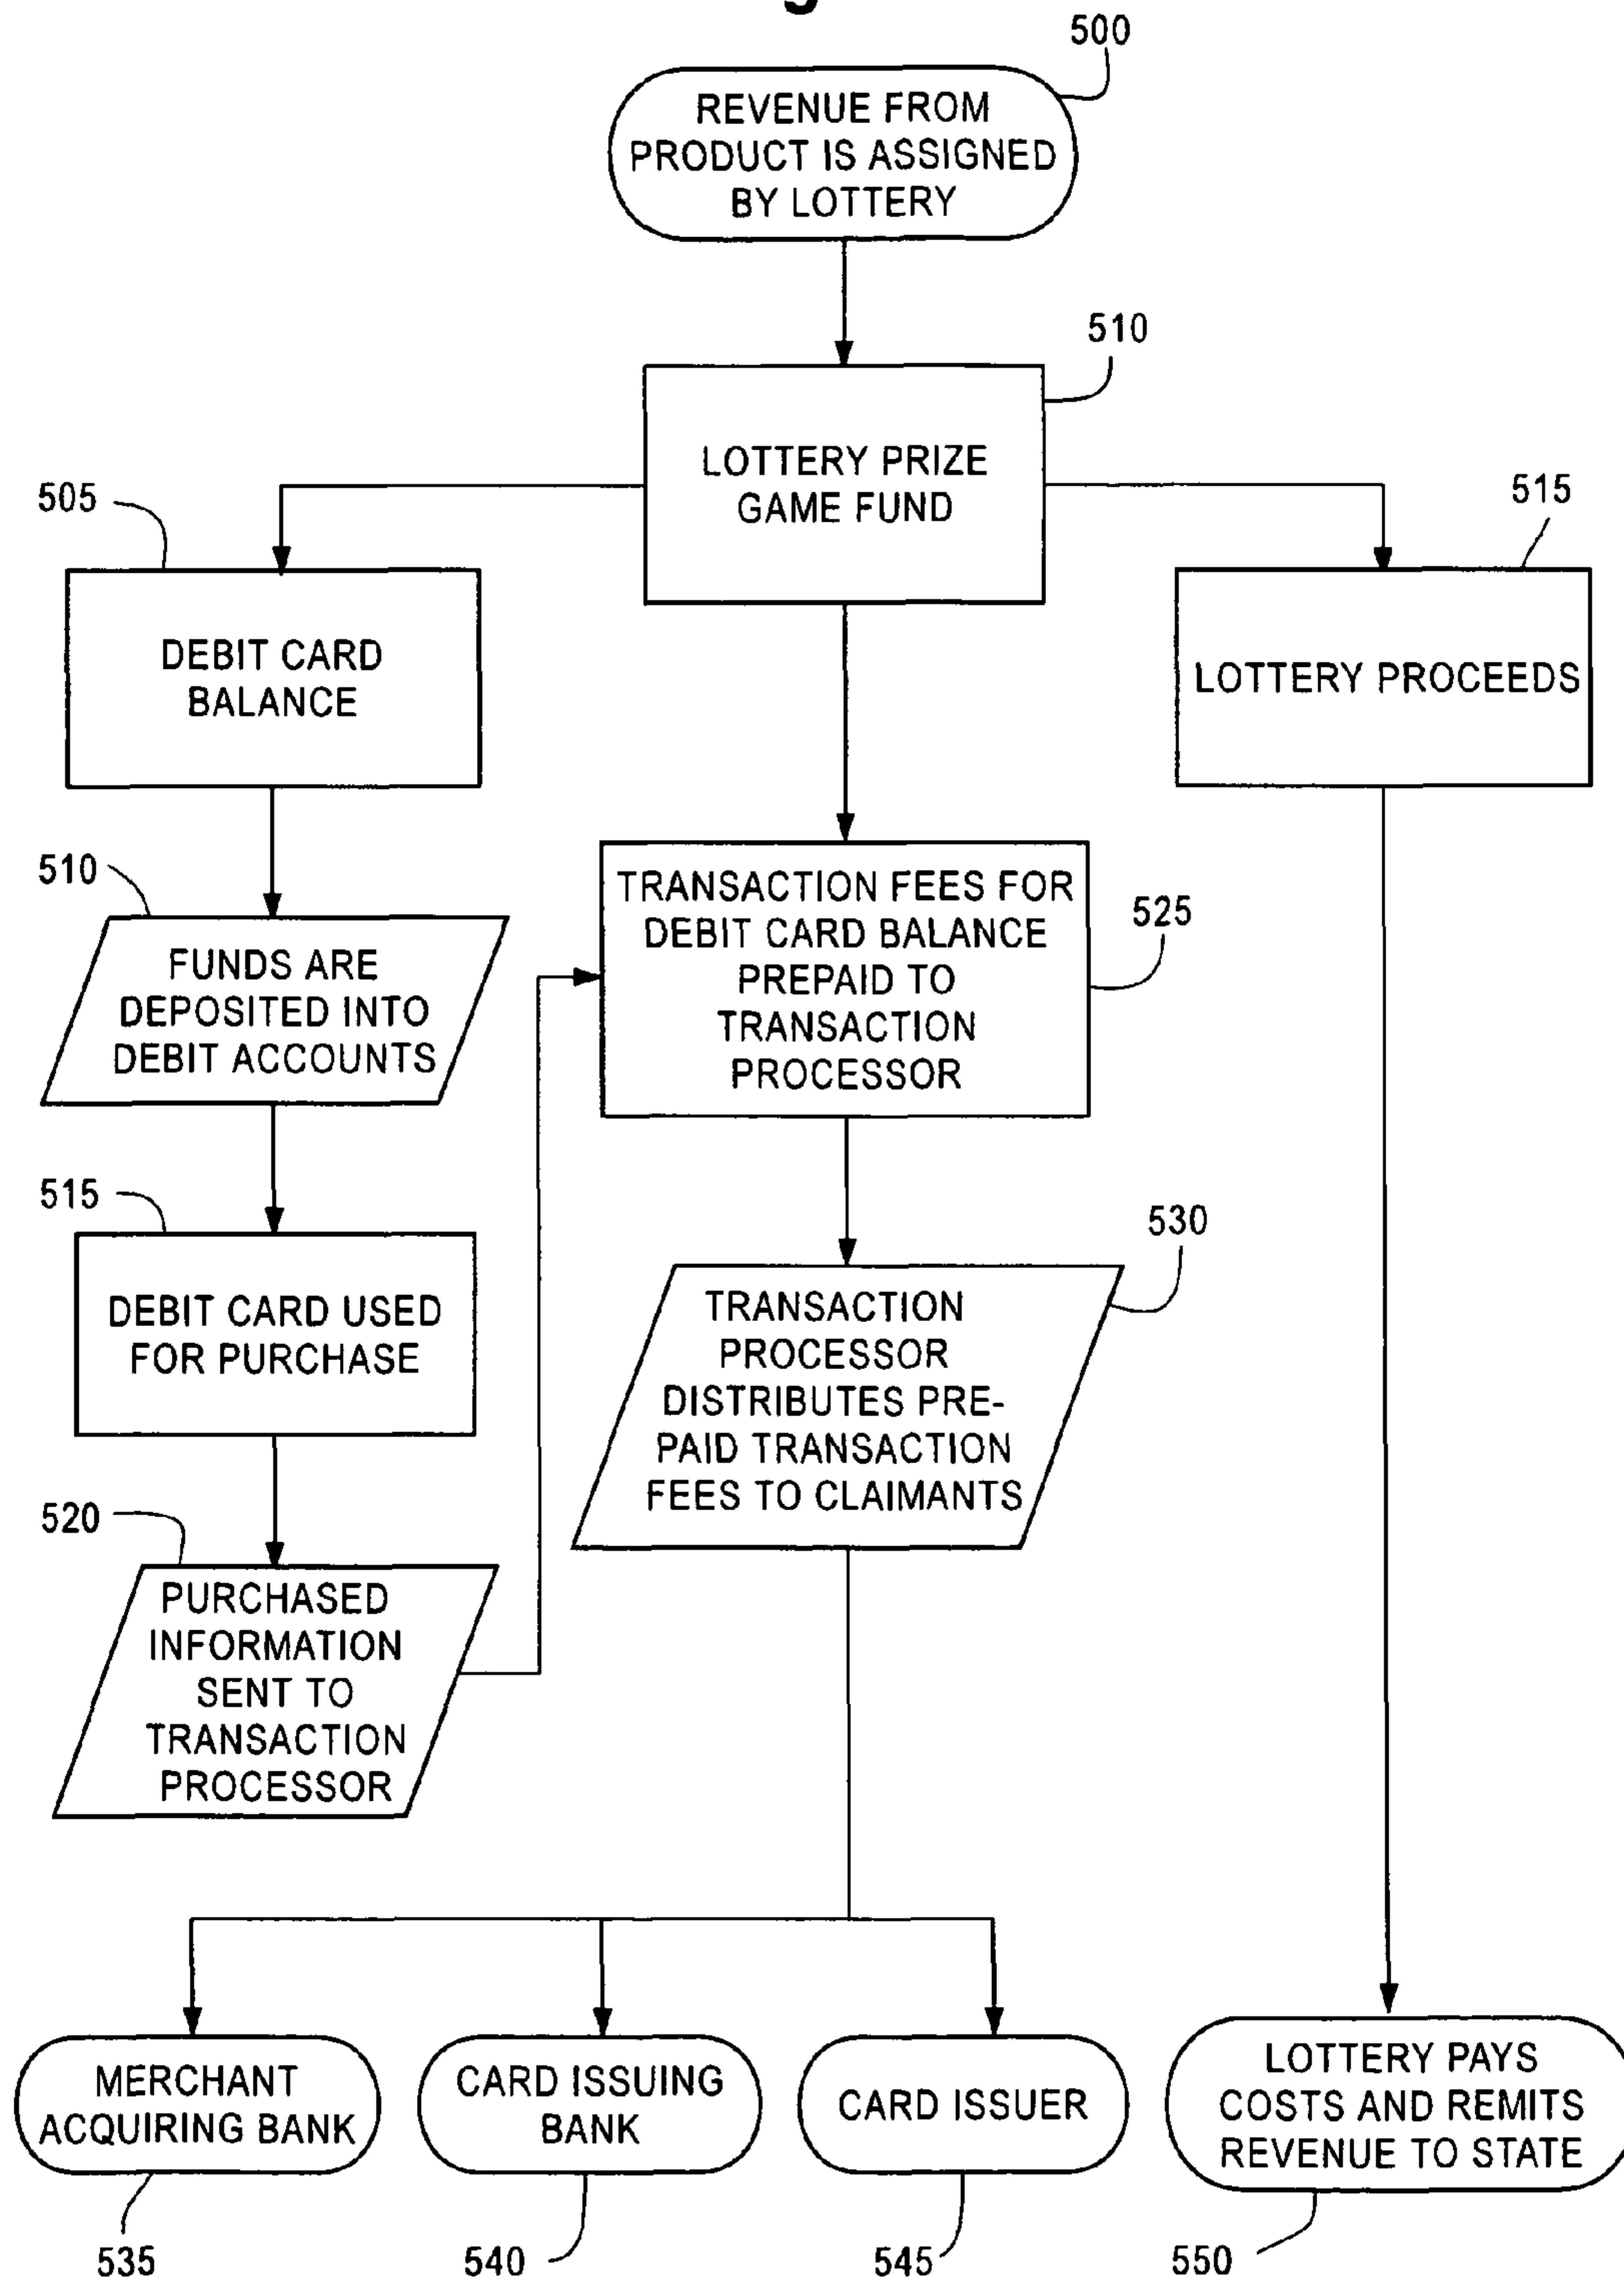 500
REVENUE FROM
PRODUCT IS ASSIGNED
BY LOTTERY
510
LOTTERY PRIZE
GAME FUND
505
DEBIT CARD
BALANCE
515
LOTTERY PROCEEDS
510
FUNDS ARE
DEPOSITED INTO
DEBIT ACCOUNTS
TRANSACTION FEES FOR
DEBIT CARD BALANCE
PREPAID TO
TRANSACTION
PROCESSOR
525
515
DEBIT CARD USED
FOR PURCHASE
530
TRANSACTION
PROCESSOR
DISTRIBUTES PRE-
PAID TRANSACTION
FEES TO CLAIMANTS
520
PURCHASED
INFORMATION
SENT TO
TRANSACTION
PROCESSOR
MERCHANT
ACQUIRING BANK
CARD ISSUING
BANK
CARD ISSUER
LOTTERY PAYS
COSTS AND REMITS
REVENUE TO STATE
535
540
545
550